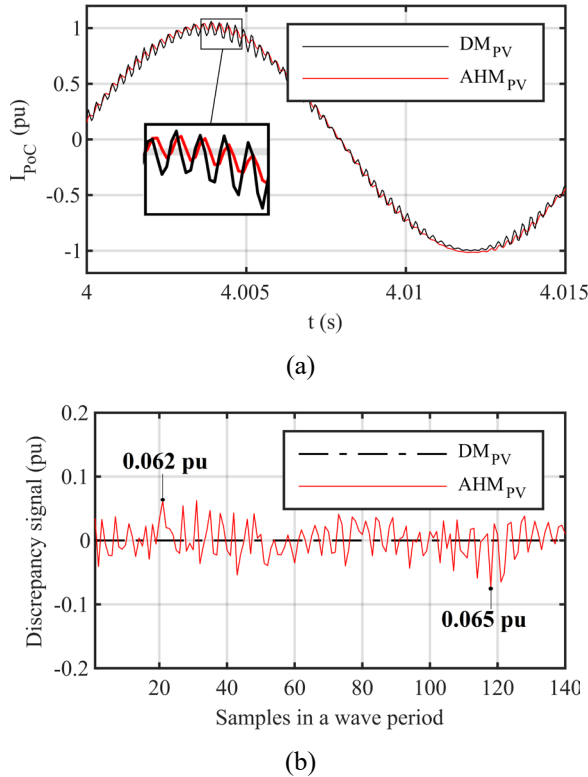 1
0.5
0
-0.5
-1
I_PoC (pu)
DM_PV
AHM_PV
4
4.005
4.01
4.015
t (s)
(a)
0.2
0.1
0
-0.1
-0.2
Discrepancy signal (pu)
0.062 pu
DM_PV
AHM_PV
0.065 pu
20
40
60
80
100
120
140
Samples in a wave period
(b)